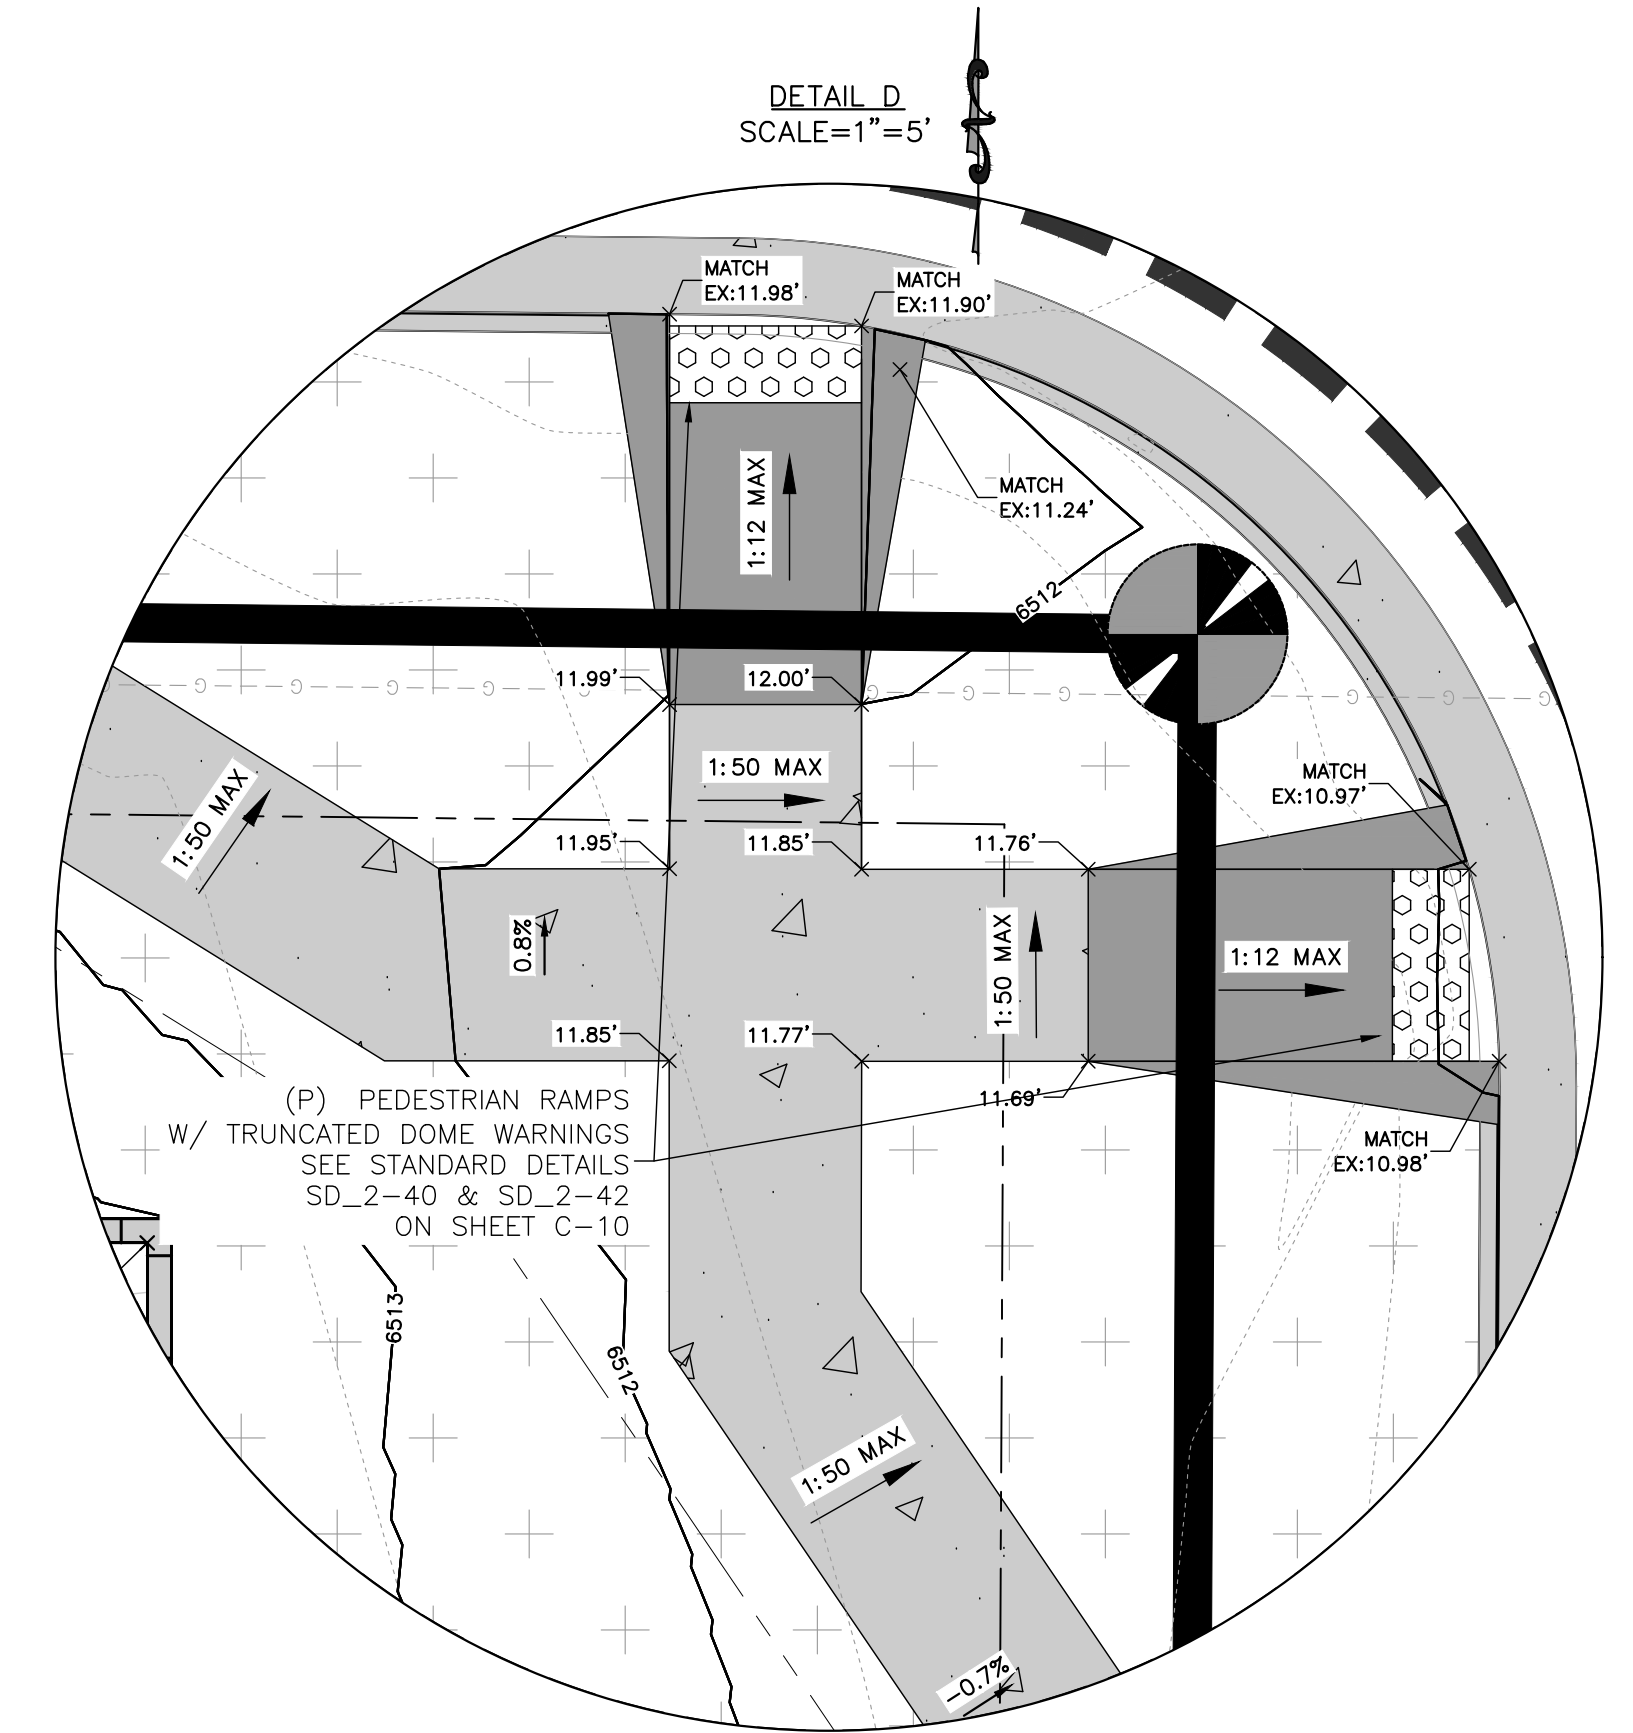 DETAIL D
SCALE=1"=5'
MATCH
EX:11.98'
MATCH
EX:11.90'
MATCH
EX:11.24'
1:12 MAX
6512
11.99'
12.00'
G G G G G G G G G G
1:50 MAX
1:50 MAX
MATCH
EX:10.97'
11.95'
11.85'
11.76'
0.8%
1:50 MAX
1:12 MAX
11.85'
11.77'
11.69'
(P) PEDESTRIAN RAMPS
W/ TRUNCATED DOME WARNINGS
SEE STANDARD DETAILS
SD_2-40 & SD_2-42
ON SHEET C-10
MATCH
EX:10.98'
6513
6512
1:50 MAX
-0.7%